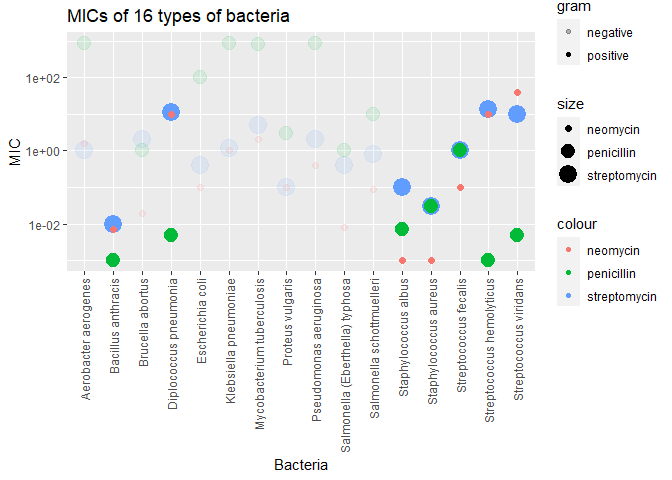 MICs of 16 types of bacteria
MIC
1e+02
1e+00
1e-02
Aerobacter aerogenes
Bacillus anthracis
Brucella abortus
Diplococcus pneumonia
Escherichia coli
Klebsiella pneumoniae
Mycobacterium tuberculosis
Proteus vulgaris
Pseudomonas aeruginosa
Salmonella (Eberthella) typhosa
Salmonella schottmuelleri
Staphylococcus albus
Staphylococcus aureus
Streptococcus fecalis
Streptococcus hemolyticus
Streptococcus viridans
Bacteria
gram
negative
positive
size
neomycin
penicillin
streptomycin
colour
neomycin
penicillin
streptomycin